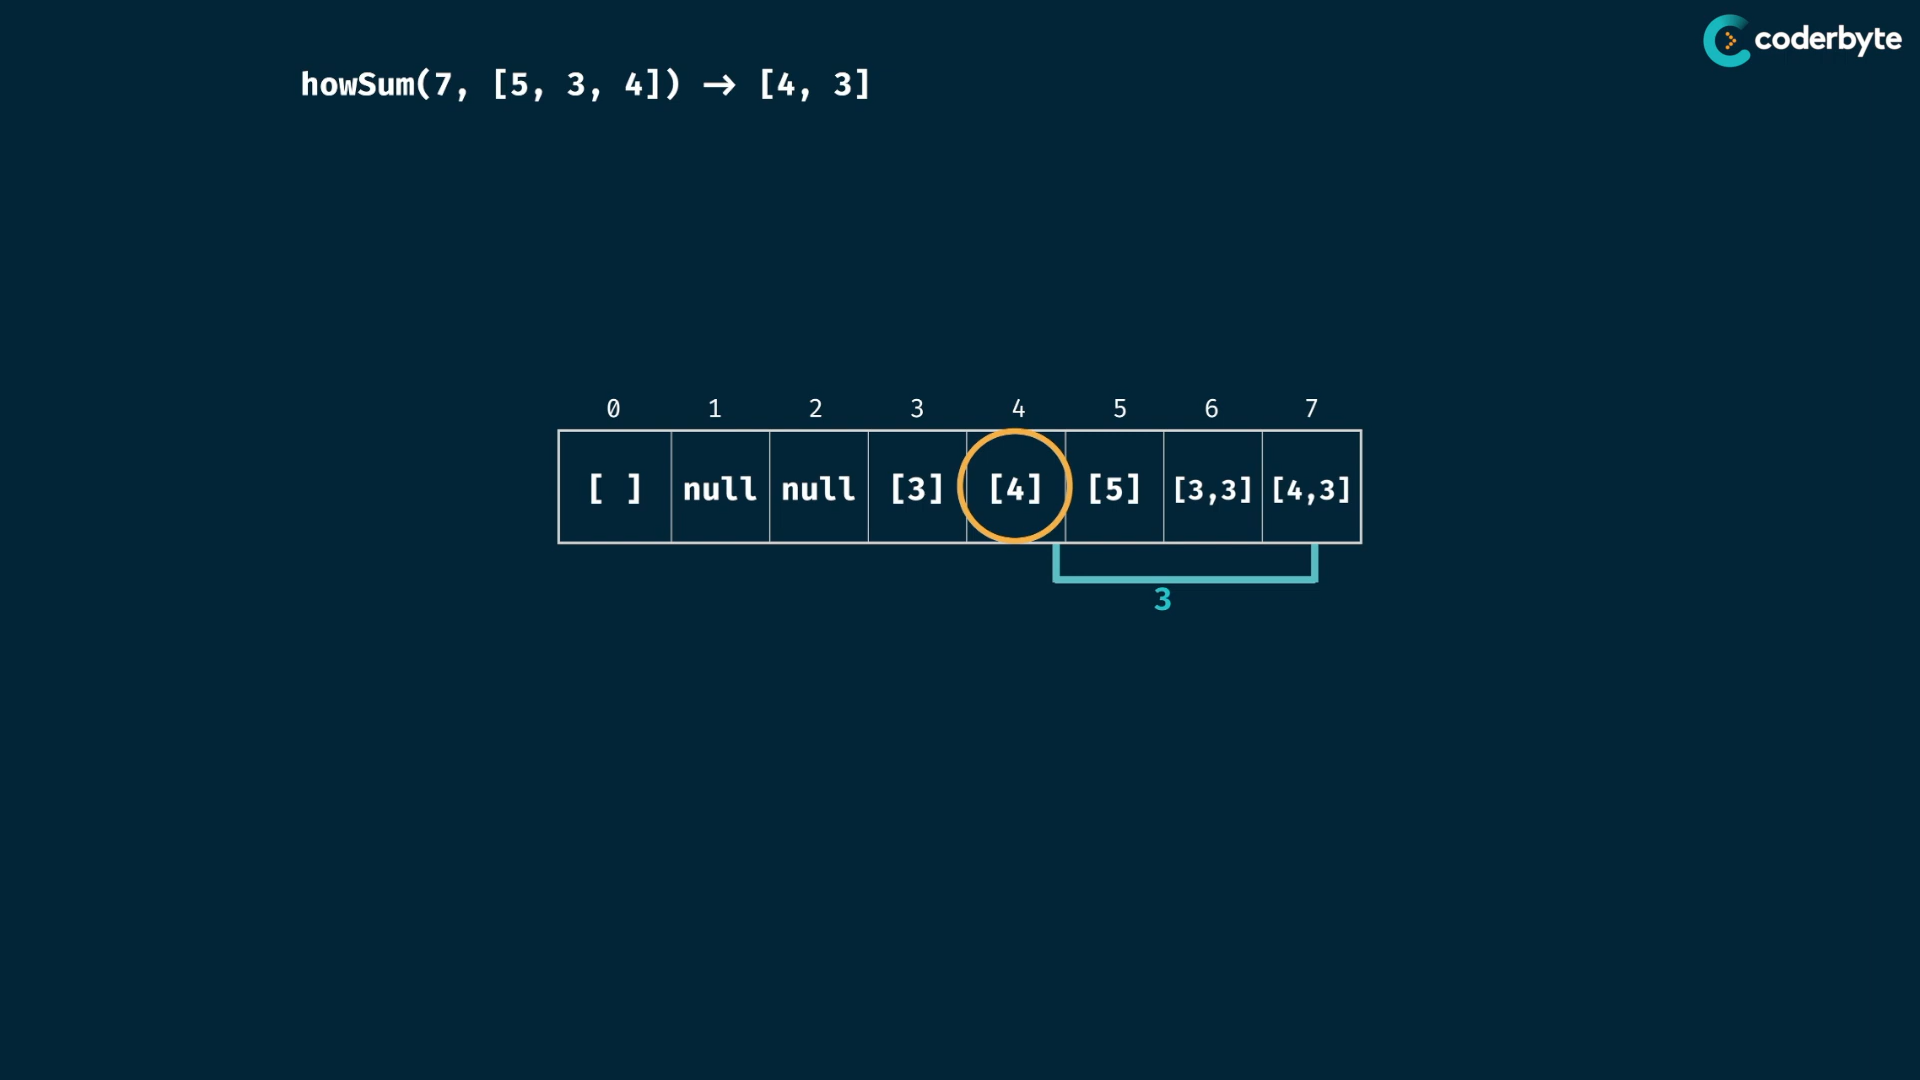 coderbyte
howSum(7, [5, 3, 4]) → [4, 3]
0 1 2 3 4 5 6 7
[ ] null null [3] [4] [5] [3,3] [4,3]
3